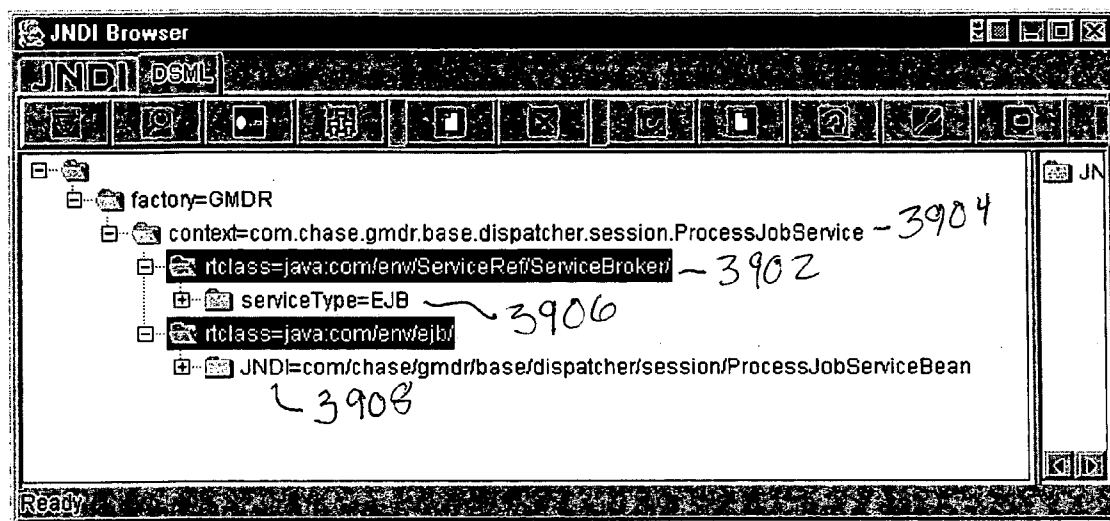 JNDI Browser
JNDI DSML
factory=GMDR
JN
context=com.chase.gmdr.base.dispatcher.session.ProcessJobService - 3904
rtclass=java:com/env/ServiceRef/ServiceBroker/ - 3902
serviceType=EJB 3906
rtclass=java:com/env/ejb/
JNDI=com/chase/gmdr/base/dispatcher/session/ProcessJobServiceBean
3908
Ready